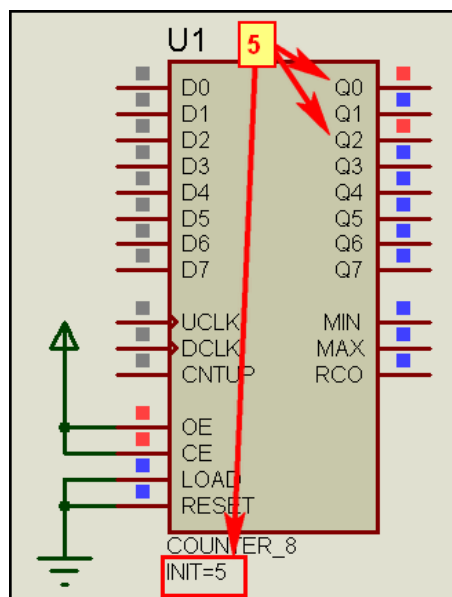 U1
5
D0 Q0
D1 Q1
D2 Q2
D3 Q3
D4 Q4
D5 Q5
D6 Q6
D7 Q7
UCLK MIN
DCLK MAX
CNTUP RCO
OE
CE
LOAD
RESET
COUNTER_8
INIT=5